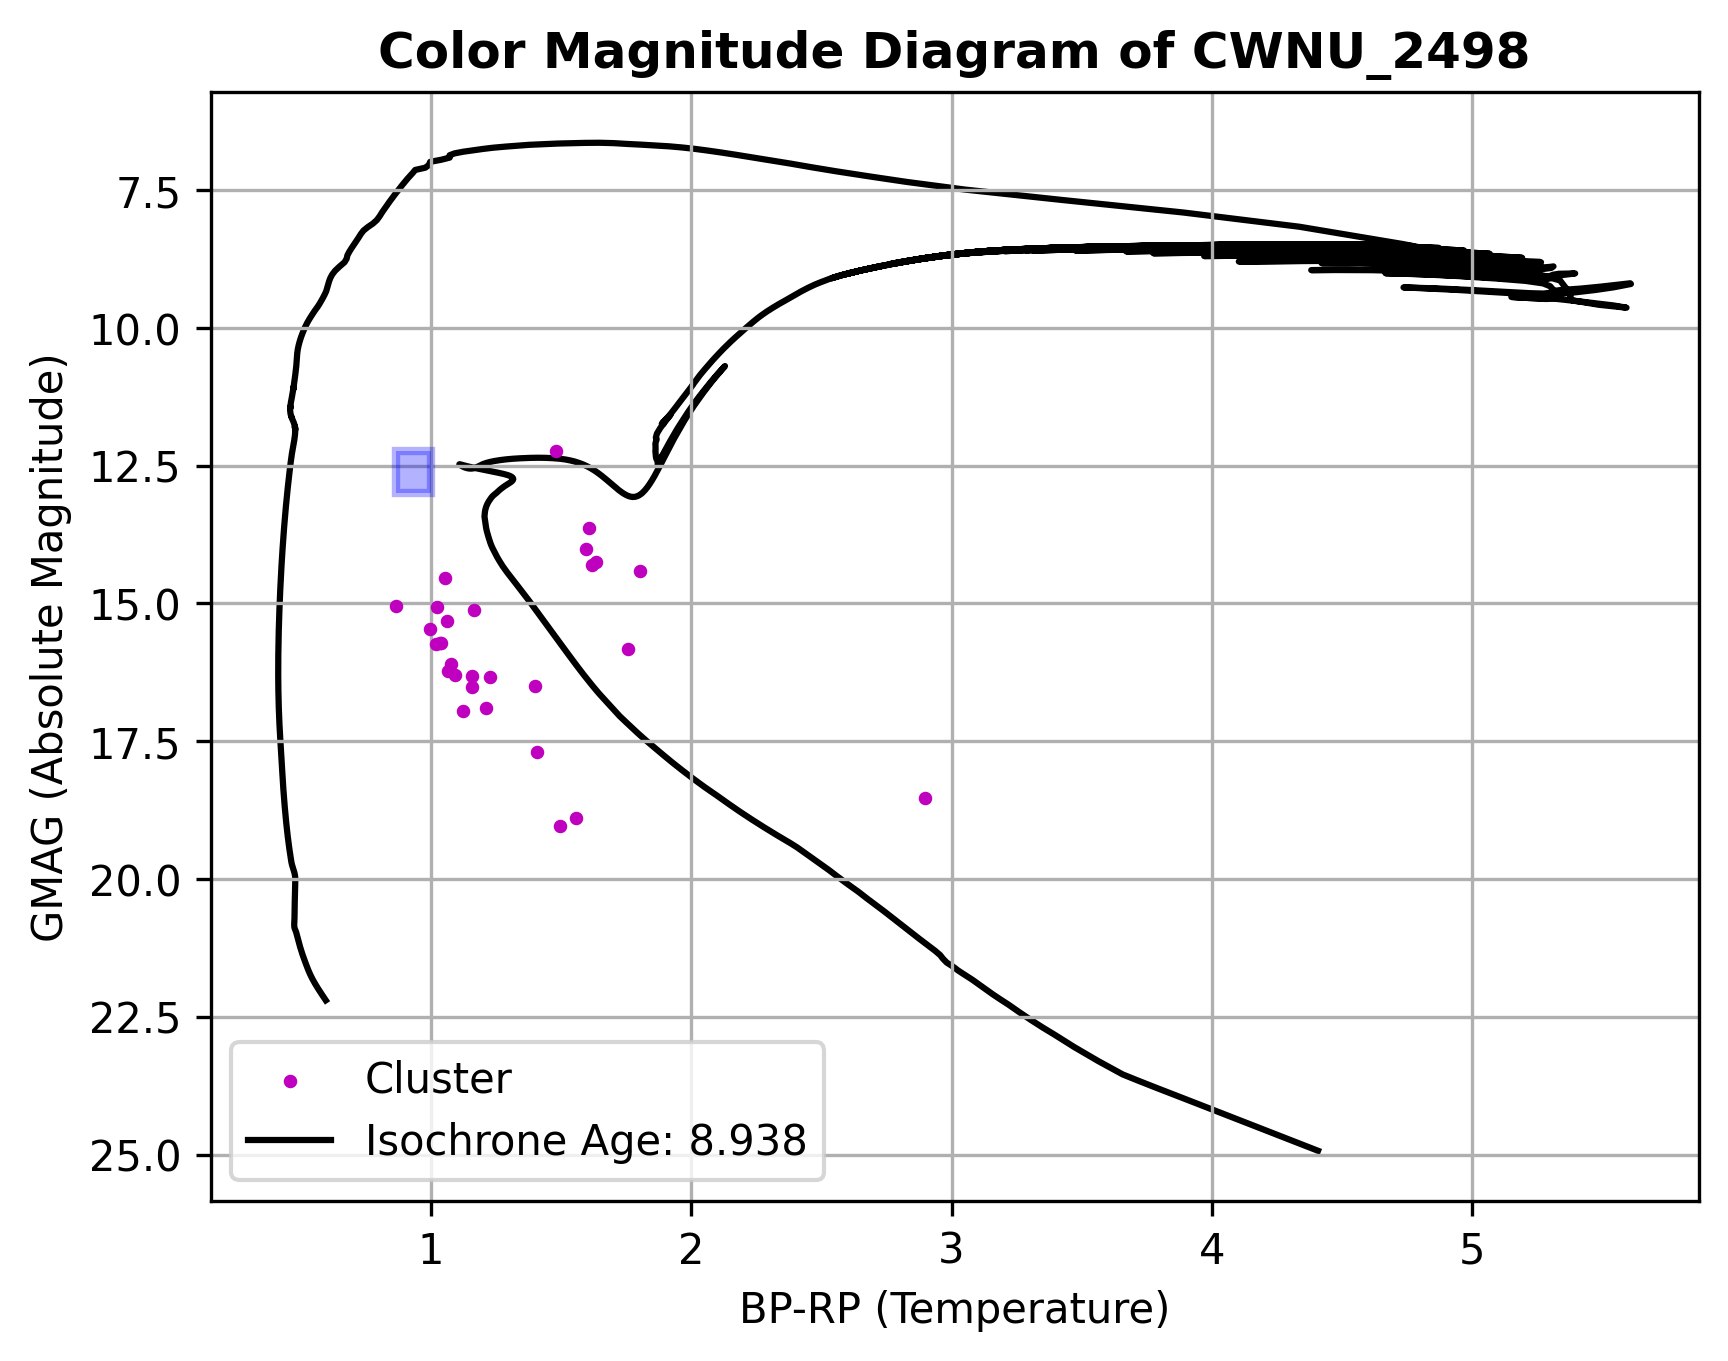 Color Magnitude Diagram of CWNU_2498
GMAG (Absolute Magnitude)
7.5
10.0
12.5
15.0
17.5
20.0
22.5
25.0
Cluster
Isochrone Age: 8.938
1 2 3 4 5
BP-RP (Temperature)